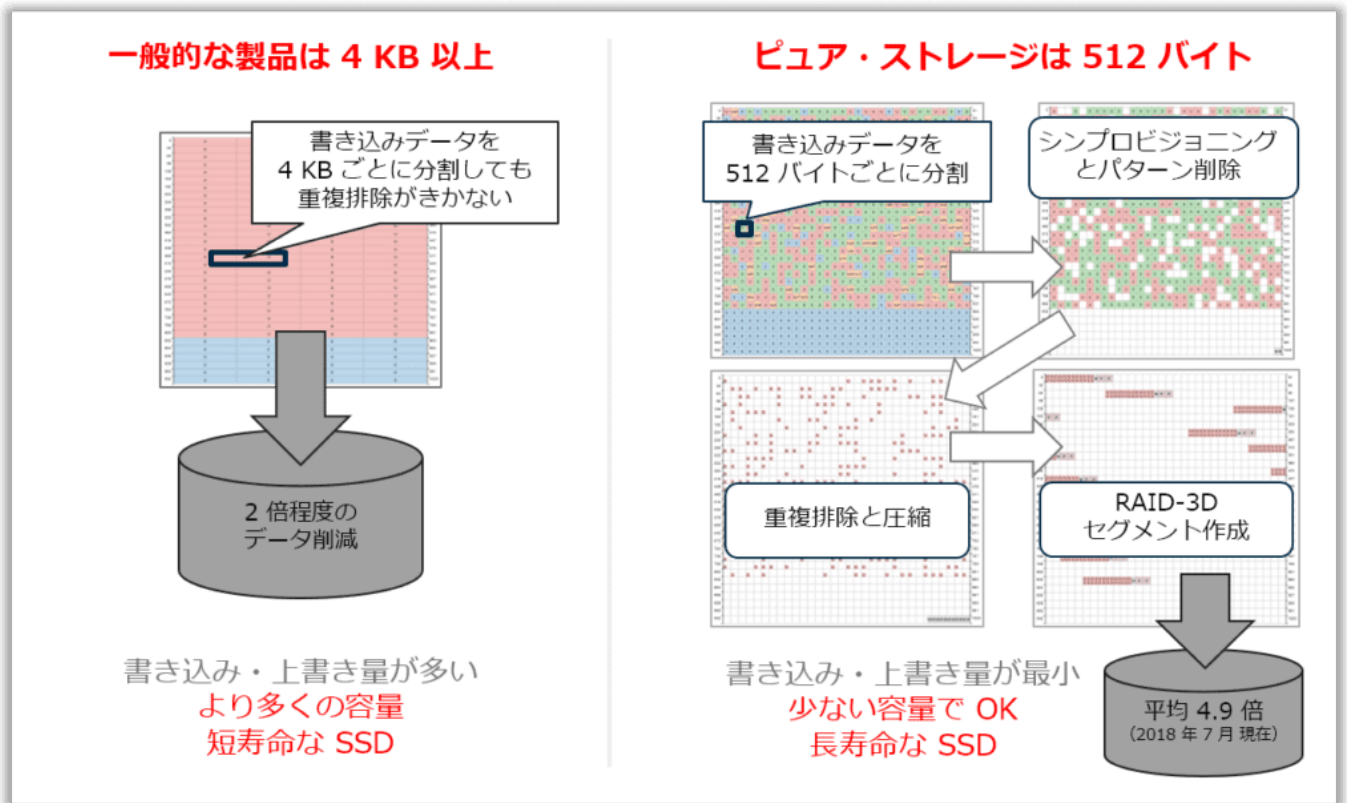 一般的な製品は 4 KB 以上
書き込みデータを
4 KB ごとに分割しても
重複排除がきかない
2 倍程度の
データ削減
書き込み・上書き量が多い
より多くの容量
短寿命な SSD
ピュア・ストレージは 512 バイト
書き込みデータを
512 バイトごとに分割
シンプロビジョニング
とパターン削除
重複排除と圧縮
RAID-3D
セグメント作成
書き込み・上書き量が最小
少ない容量で OK
長寿命な SSD
平均 4.9 倍
（2018 年 7 月 現在）